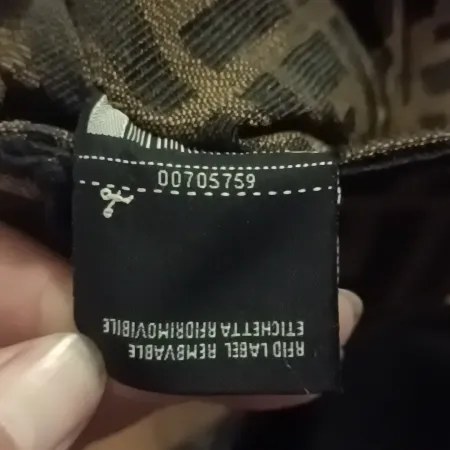 00705759
RFID LABEL REMOVABLE
ETICHETTA RFID RIMOVIBILE